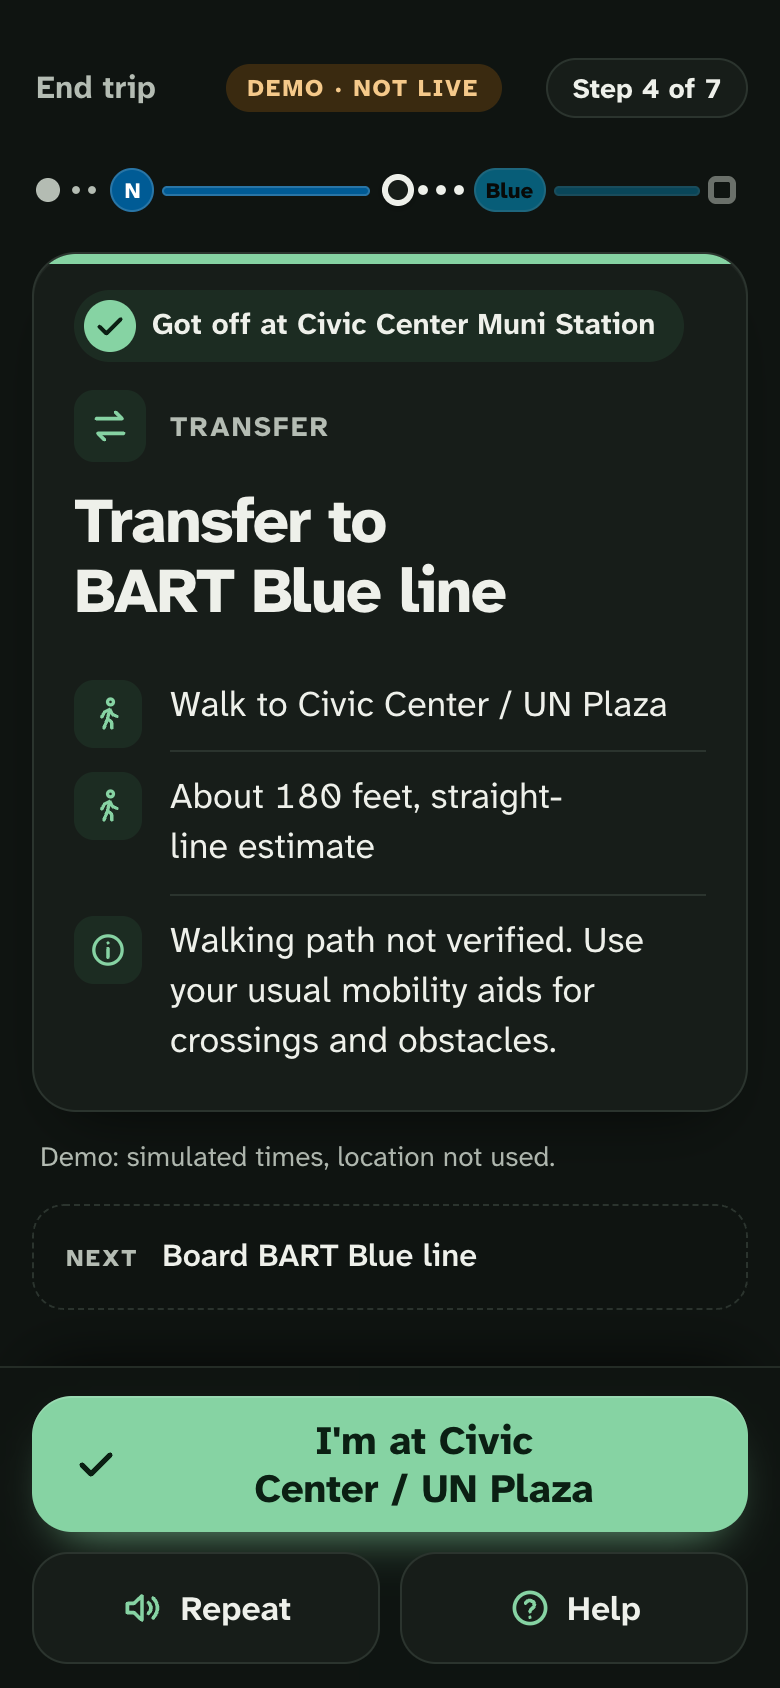 End trip
DEMO · NOT LIVE
Step 4 of 7
N
Blue
Got off at Civic Center Muni Station
TRANSFER
Transfer to
BART Blue line
Walk to Civic Center / UN Plaza
About 180 feet, straight-
line estimate
Walking path not verified. Use
your usual mobility aids for
crossings and obstacles.
Demo: simulated times, location not used.
NEXT Board BART Blue line
I'm at Civic
Center / UN Plaza
Repeat
Help